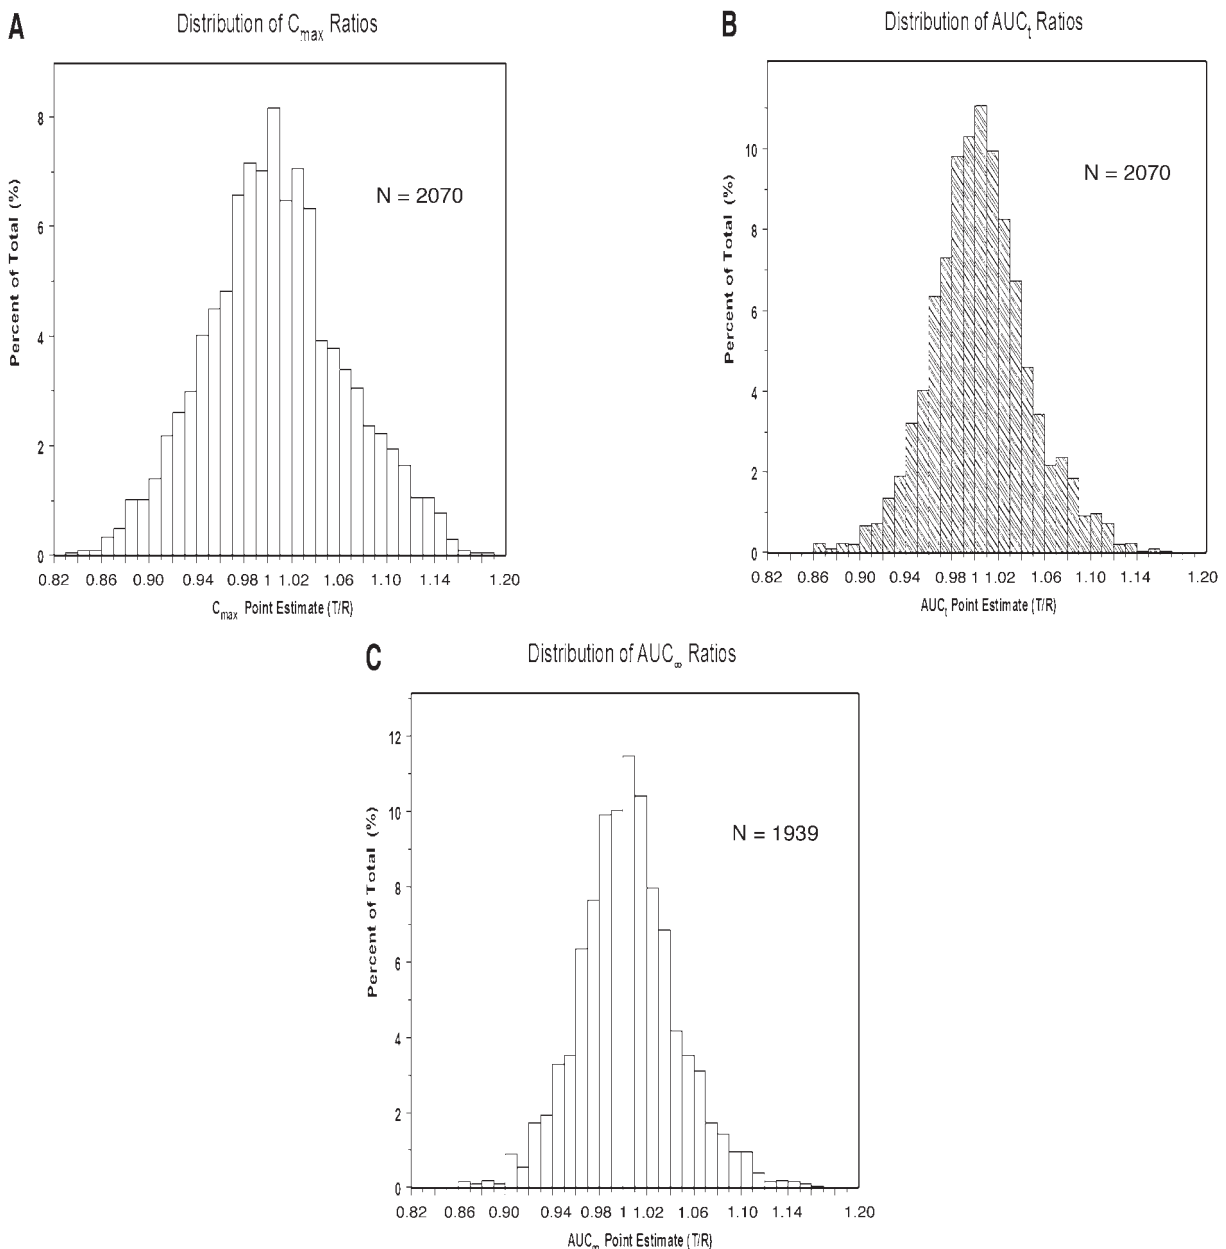 A
Distribution of Cmax Ratios
Percent of Total (%)
8
6
4
2
0
N = 2070
0.82 0.86 0.90 0.94 0.98 1 1.02 1.06 1.10 1.14 1.20
Cmax Point Estimate (T/R)
B
Distribution of AUCt Ratios
Percent of Total (%)
10
8
6
4
2
0
N = 2070
0.82 0.86 0.90 0.94 0.98 1 1.02 1.06 1.10 1.14 1.20
AUCt Point Estimate (T/R)
C
Distribution of AUC∞ Ratios
Percent of Total (%)
12
10
8
6
4
2
0
N = 1939
0.82 0.86 0.90 0.94 0.98 1 1.02 1.06 1.10 1.14 1.20
AUC∞ Point Estimate (T/R)